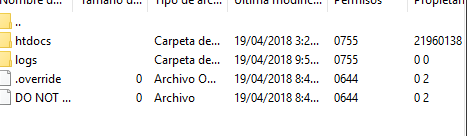 Nombre d... Tamaño d... Tipo de arc... Última modific... Permisos Propietari
..
htdocs Carpeta de... 19/04/2018 3:2... 0755 21960138
logs Carpeta de... 19/04/2018 9:5... 0755 0 0
.override 0 Archivo O... 19/04/2018 8:4... 0644 0 2
DO NOT ... 0 Archivo 19/04/2018 8:4... 0644 0 2